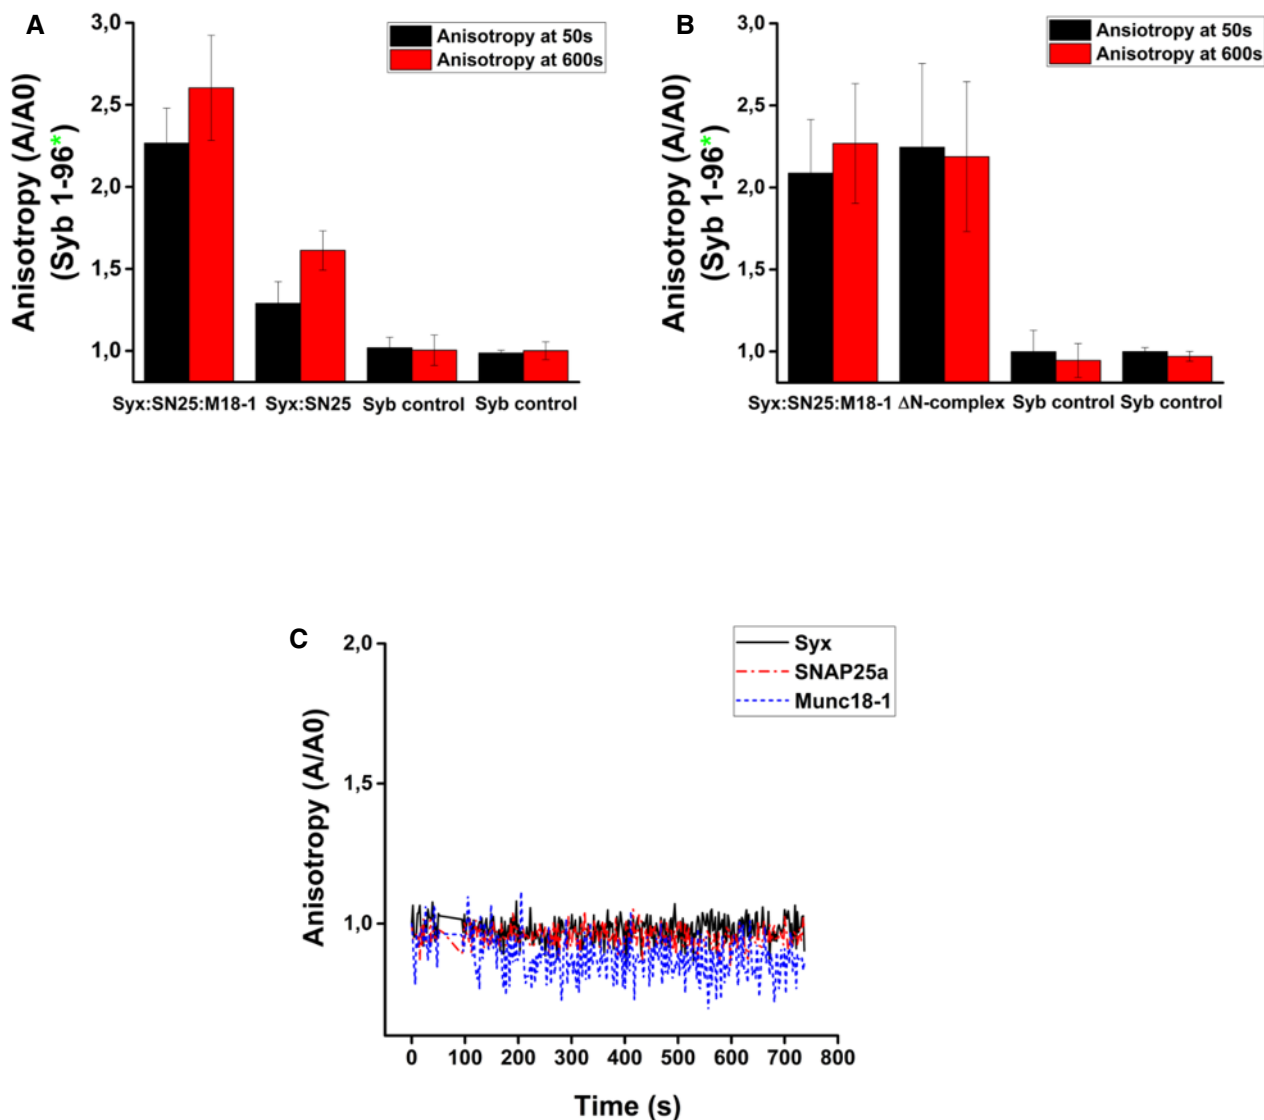 A
Anisotropy at 50s
Anisotropy at 600s
Anisotropy (A/A0)
(Syb 1-96*)
3,0
2,5
2,0
1,5
1,0
Syx:SN25:M18-1 Syx:SN25 Syb control Syb control
B
Ansiotropy at 50s
Anisotropy at 600s
Anisotropy (A/A0)
(Syb 1-96*)
3,0
2,5
2,0
1,5
1,0
Syx:SN25:M18-1 ΔN-complex Syb control Syb control
C
Syx
SNAP25a
Munc18-1
Anisotropy (A/A0)
2,0
1,5
1,0
0 100 200 300 400 500 600 700 800
Time (s)